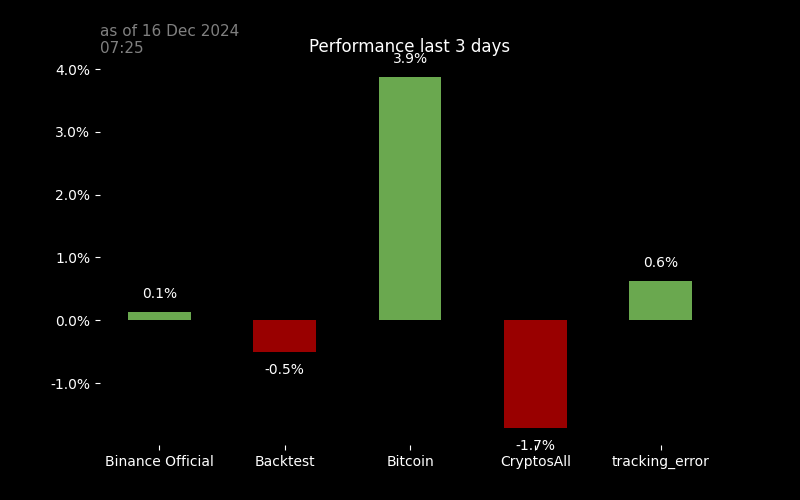 as of 16 Dec 2024
07:25
Performance last 3 days
4.0%
3.0%
2.0%
1.0%
0.0%
-1.0%
0.1%
-0.5%
3.9%
-1.7%
0.6%
Binance Official
Backtest
Bitcoin
CryptosAll
tracking_error